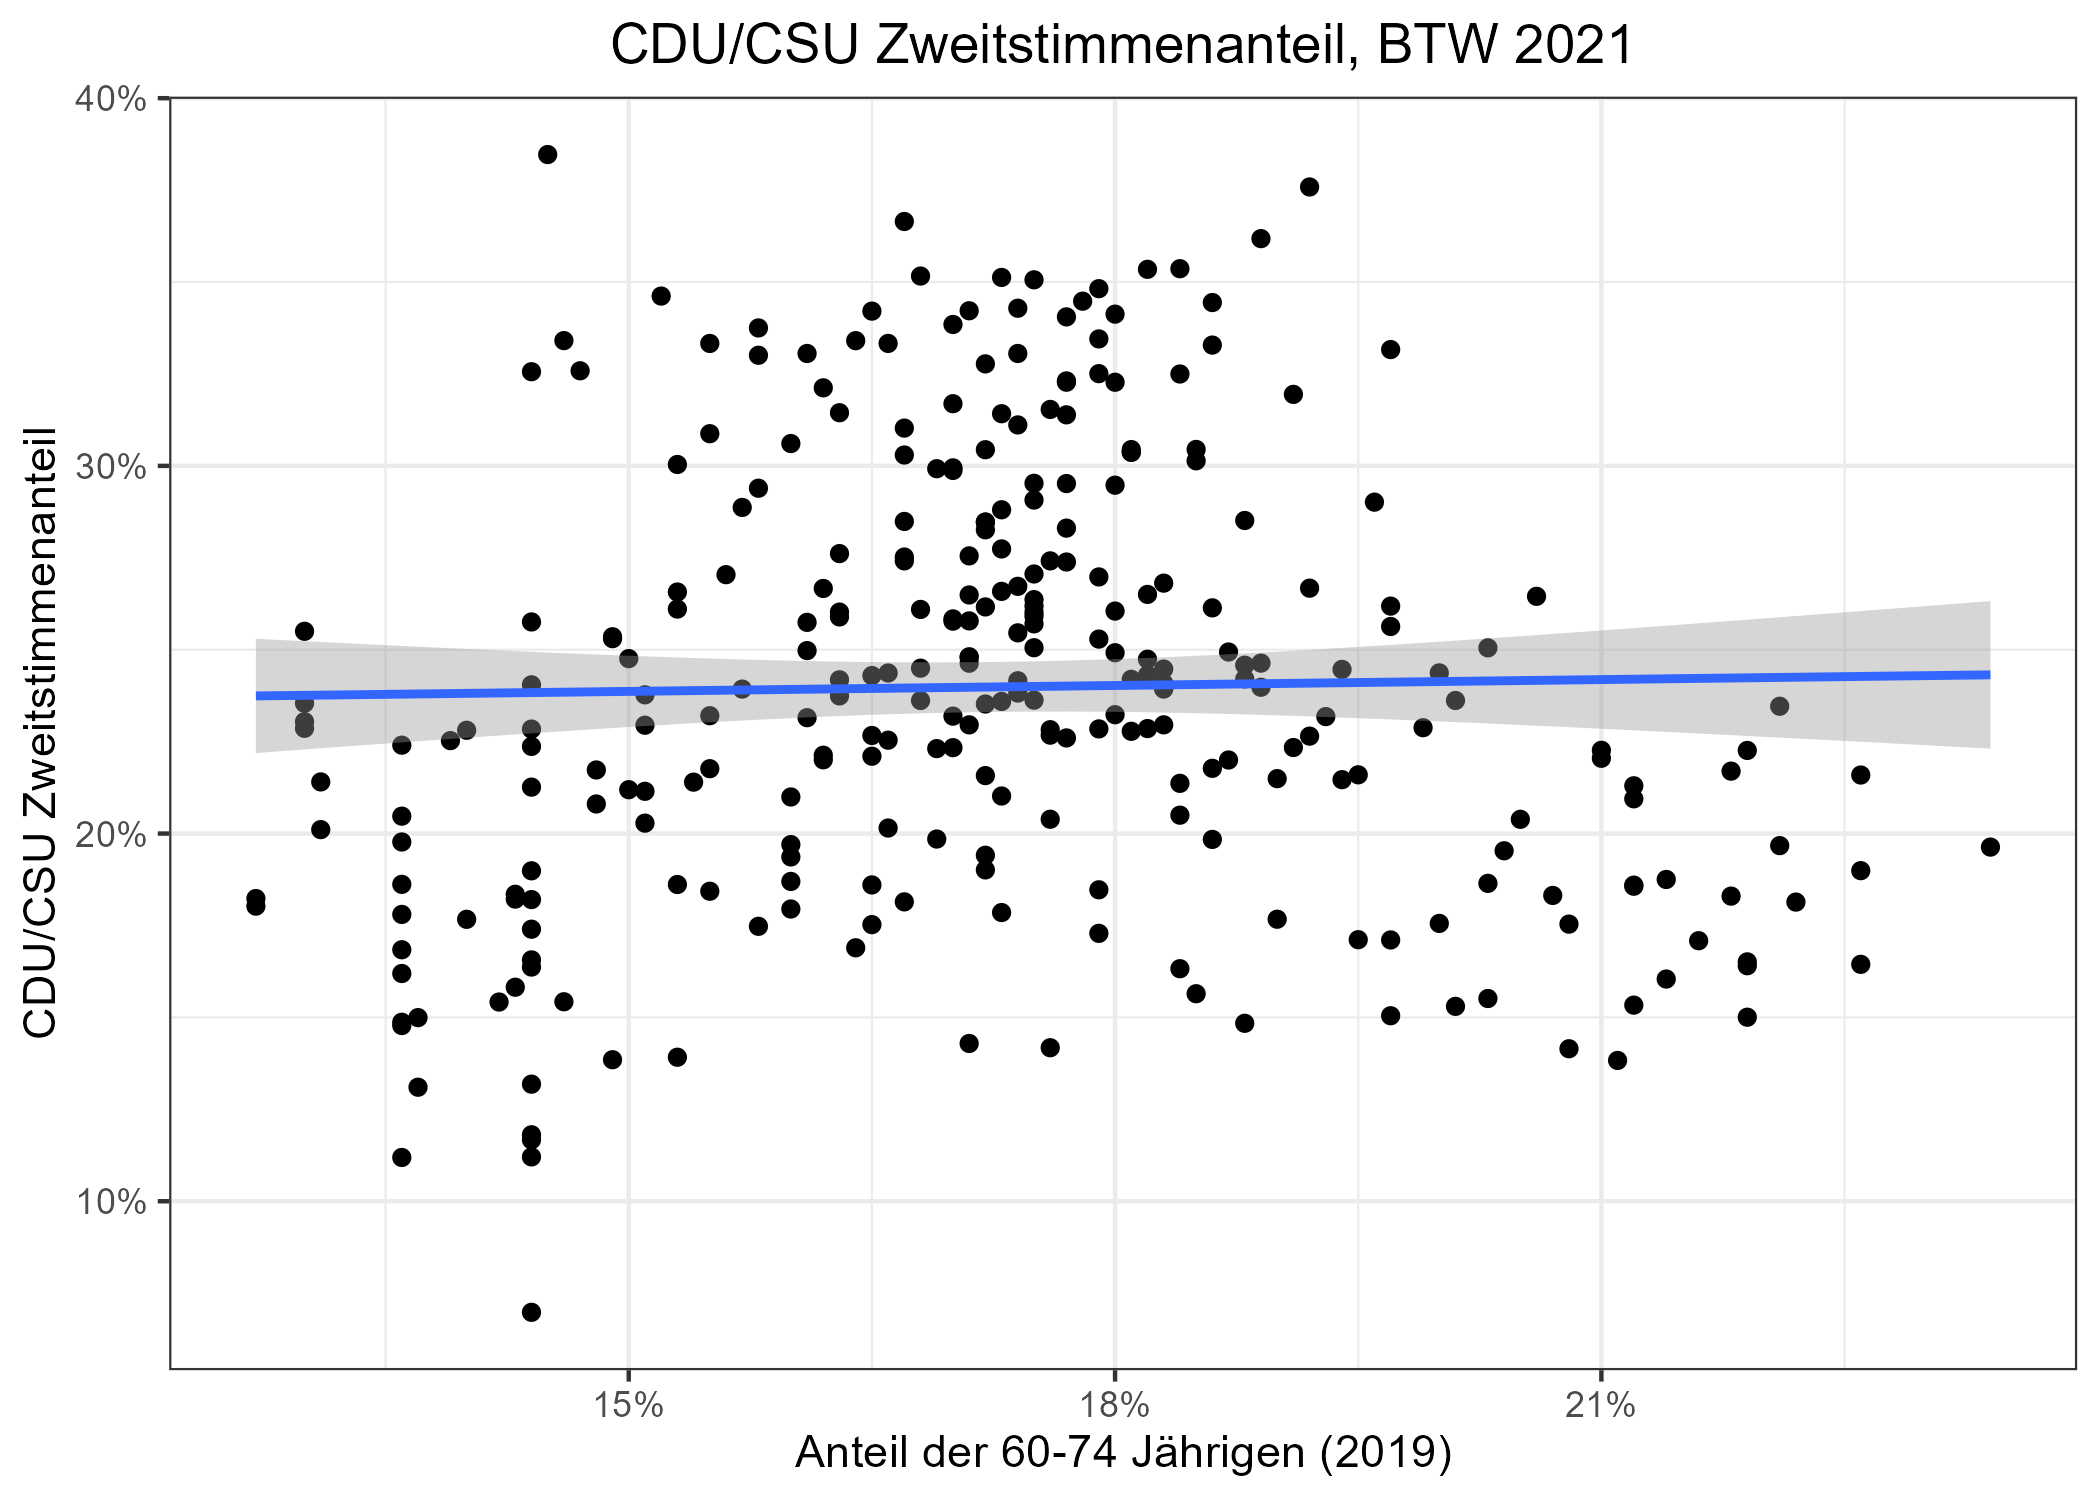 CDU/CSU Zweitstimmenanteil, BTW 2021
CDU/CSU Zweitstimmenanteil
40%
30%
20%
10%
15% 18% 21%
Anteil der 60-74 Jährigen (2019)